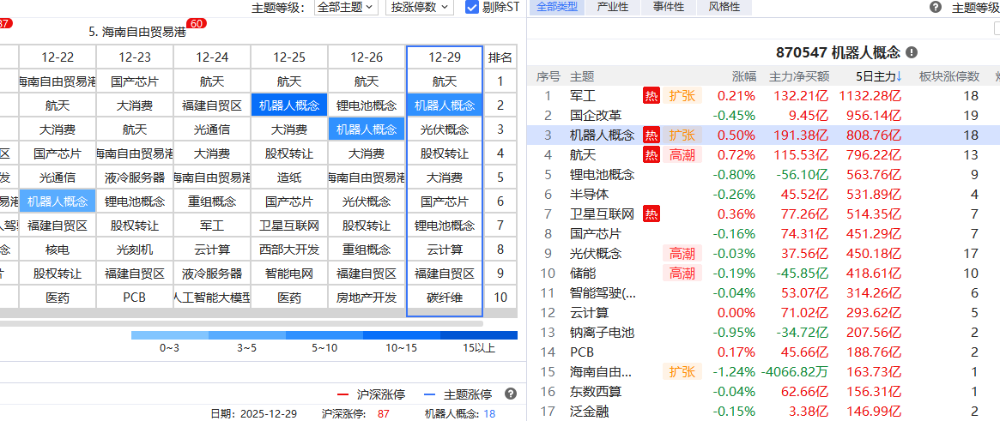 主题等级: 全部主题 按涨停数 剔除ST
37
5. 海南自由贸易港 60
12-22 12-23 12-24 12-25 12-26 12-29 排名
海南自由贸易港 国产芯片 航天 航天 航天 航天 1
航天 大消费 福建自贸区 机器人概念 锂电池概念 机器人概念 2
大消费 航天 光通信 大消费 机器人概念 光伏概念 3
区 国产芯片 海南自由贸易港 大消费 股权转让 大消费 股权转让 4
发 光通信 液冷服务器 海南自由贸易港 造纸 海南自由贸易港 大消费 5
易港 机器人概念 锂电池概念 重组概念 国产芯片 光伏概念 国产芯片 6
人驾驶 福建自贸区 股权转让 军工 卫星互联网 股权转让 锂电池概念 7
念 核电 光刻机 云计算 西部大开发 重组概念 云计算 8
片 股权转让 福建自贸区 液冷服务器 智能电网 福建自贸区 福建自贸区 9
医药 PCB 人工智能大模型 医药 房地产开发 碳纤维 10
0~3 3~5 5~10 10~15 15以上
沪深涨停 主题涨停
日期: 2025-12-29 沪深涨停: 87 机器人概念: 18
全部类型 产业性 事件性 风格性 主题等级
870547 机器人概念
序号 主题 涨幅 主力净买额 5日主力↓ 板块涨停数
1 军工 热 扩张 0.21% 132.21亿 1132.28亿 18
2 国企改革 -0.45% 9.45亿 956.14亿 19
3 机器人概念 热 扩张 0.50% 191.38亿 808.76亿 18
4 航天 热 高潮 0.72% 115.53亿 796.22亿 13
5 锂电池概念 -0.80% -56.10亿 563.76亿 9
6 半导体 -0.26% 45.52亿 531.89亿 4
7 卫星互联网 热 0.36% 77.26亿 514.35亿 7
8 国产芯片 -0.16% 74.31亿 451.29亿 7
9 光伏概念 高潮 -0.03% 37.56亿 450.18亿 17
10 储能 高潮 -0.19% -45.85亿 418.61亿 10
11 智能驾驶(... -0.04% 53.07亿 314.26亿 6
12 云计算 0.00% 71.02亿 293.62亿 5
13 钠离子电池 -0.95% -34.72亿 207.56亿 2
14 PCB 0.17% 45.66亿 188.76亿 2
15 海南自由... 扩张 -1.24% -4066.82万 163.73亿 1
16 东数西算 -0.04% 62.66亿 156.31亿 1
17 泛金融 -0.15% 3.38亿 146.99亿 2